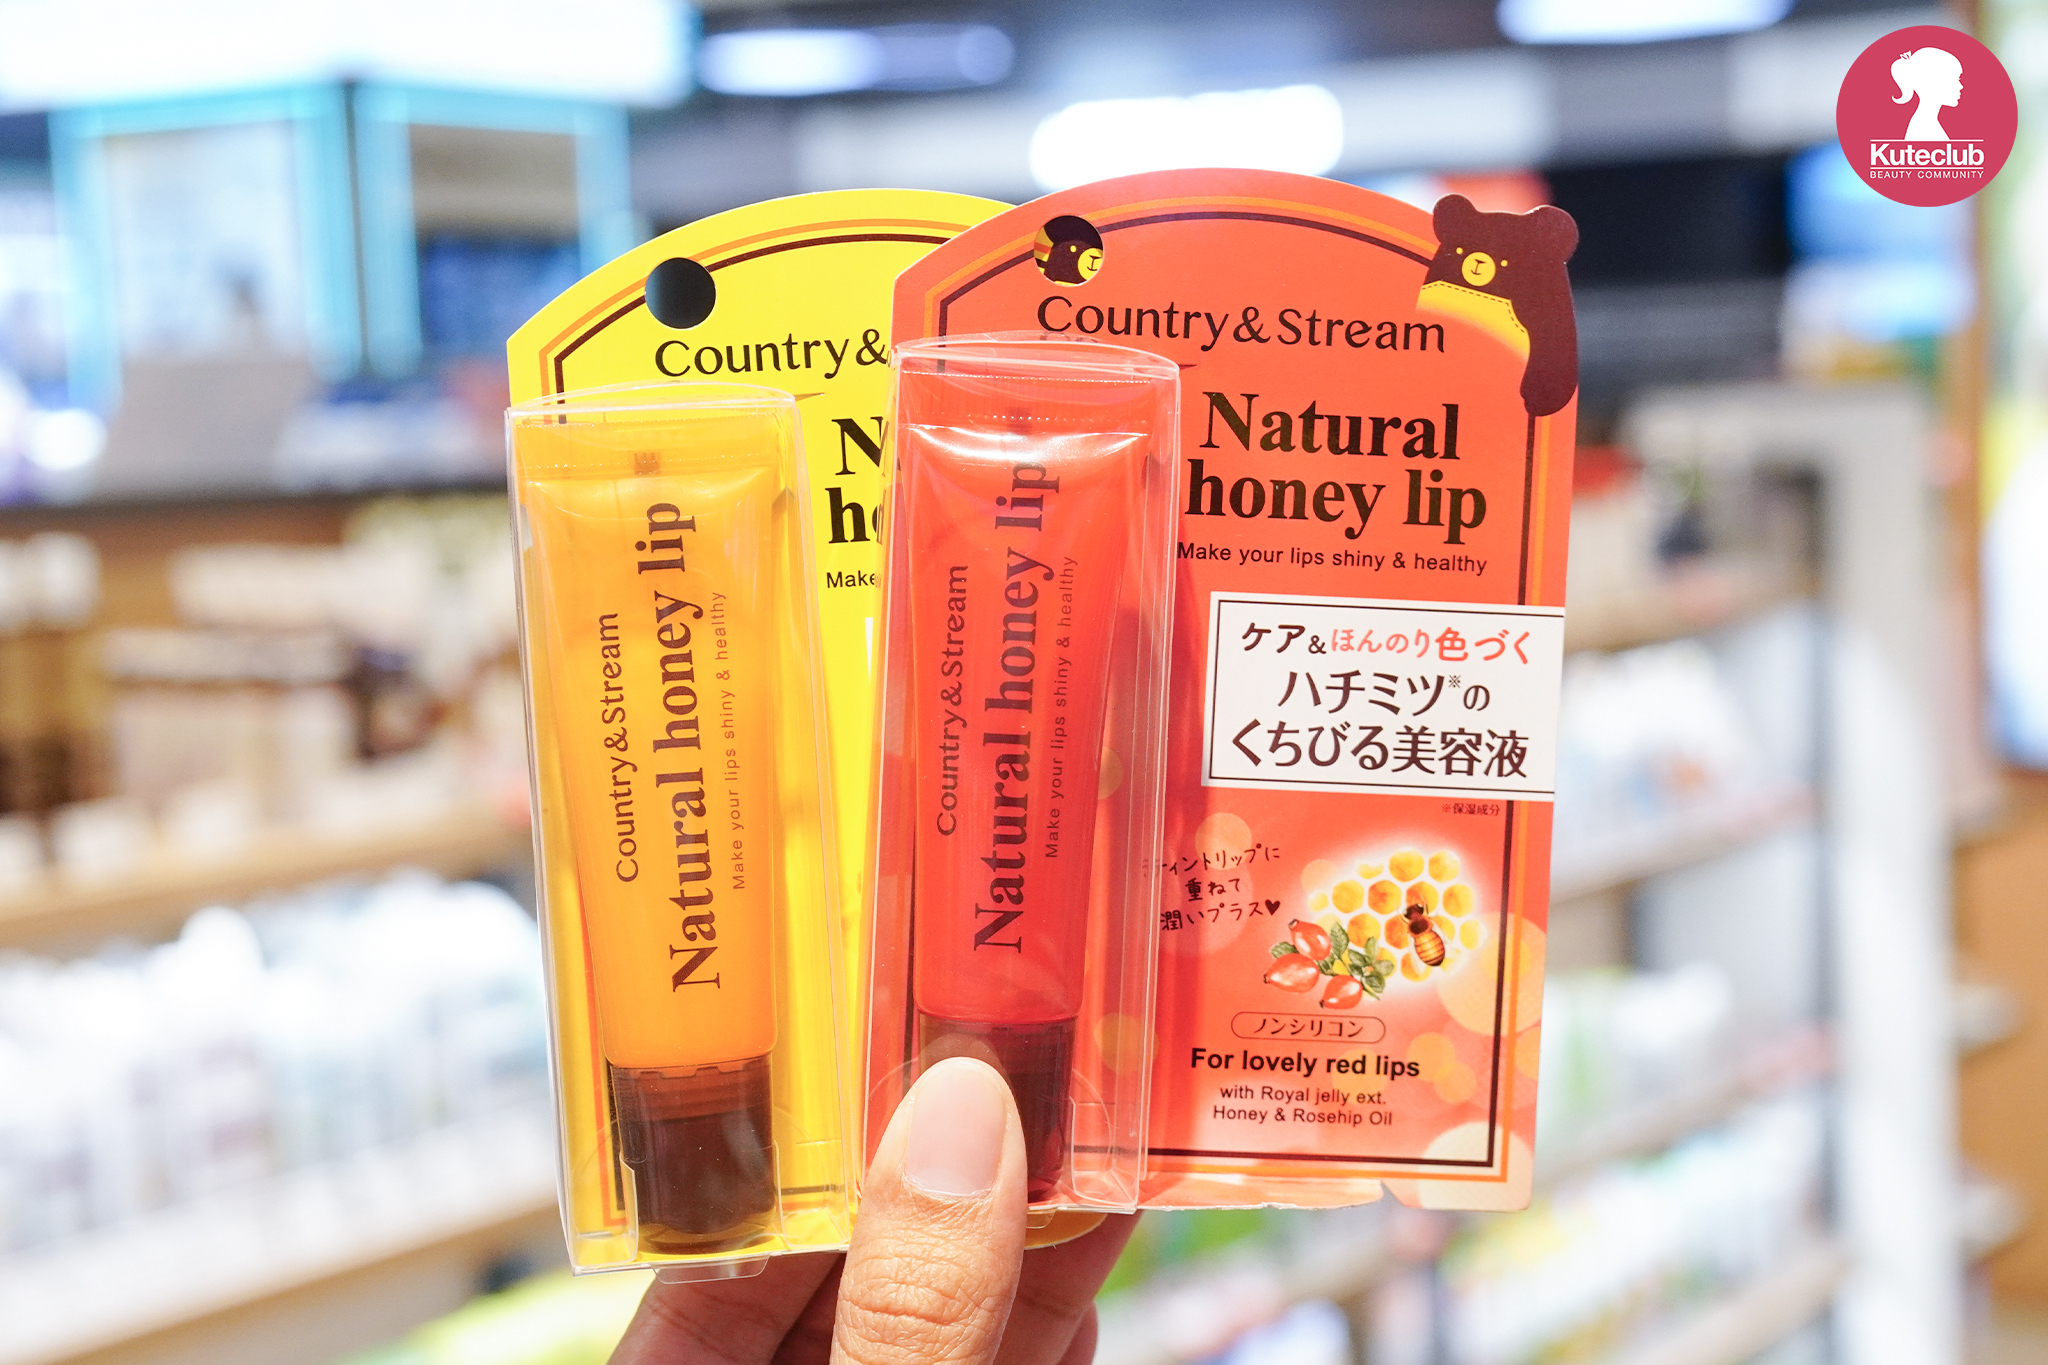 Kuteclub
BEAUTY COMMUNITY
Country&
Make
Country&Stream
Natural honey lip
Make your lips shiny & healthy
Country&Stream
Natural honey lip
Make your lips shiny & healthy
Country&Stream
Natural
honey lip
Make your lips shiny & healthy
ケア&ほんのり色づく
ハチミツ※の
くちびる美容液
※保湿成分
ティントリップに
重ねて
潤いプラス♥
ノンシリコン
For lovely red lips
with Royal jelly ext.
Honey & Rosehip Oil